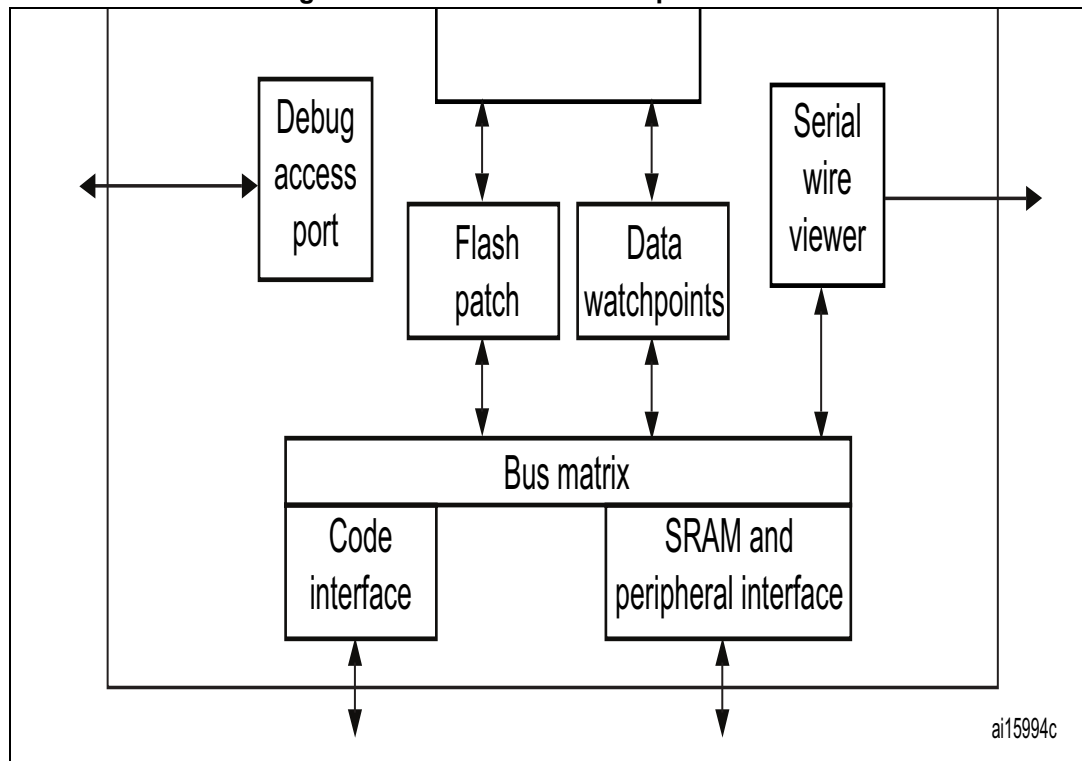 Debug
access
port
Serial
wire
viewer
Flash
patch
Data
watchpoints
Bus matrix
Code
interface
SRAM and
peripheral interface
ai15994c